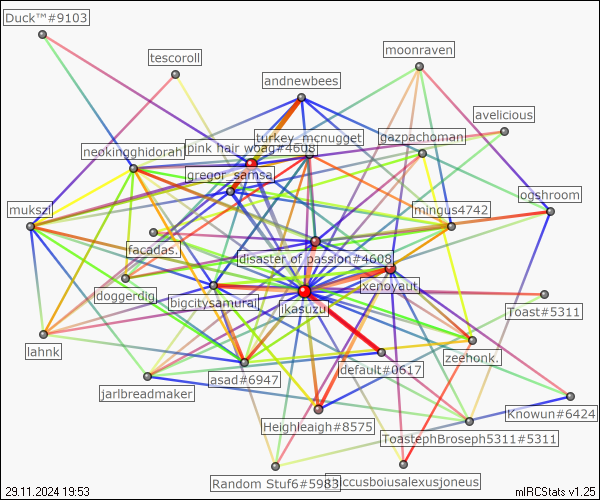 Duck™#9103
moonraven
tescoroll
andnewbees
avelicious
turkey_mcnugget
gazpachoman
pink hair woag#4608
neokingghidorah
gregor_samsa
ogshroom
mukszi
mingus4742
facadas.
disaster of passion#4608
xenoyaut
doggerdig
bigcitysamurai
ikasuzu
Toast#5311
lahnk
zeehonk.
default#0617
asad#6947
jarlbreadmaker
Knowun#6424
Heighleaigh#8575
ToastephBroseph5311#5311
Random Stuf6#5983
iccusboiusalexusjoneus
29.11.2024 19:53
mIRCStats v1.25